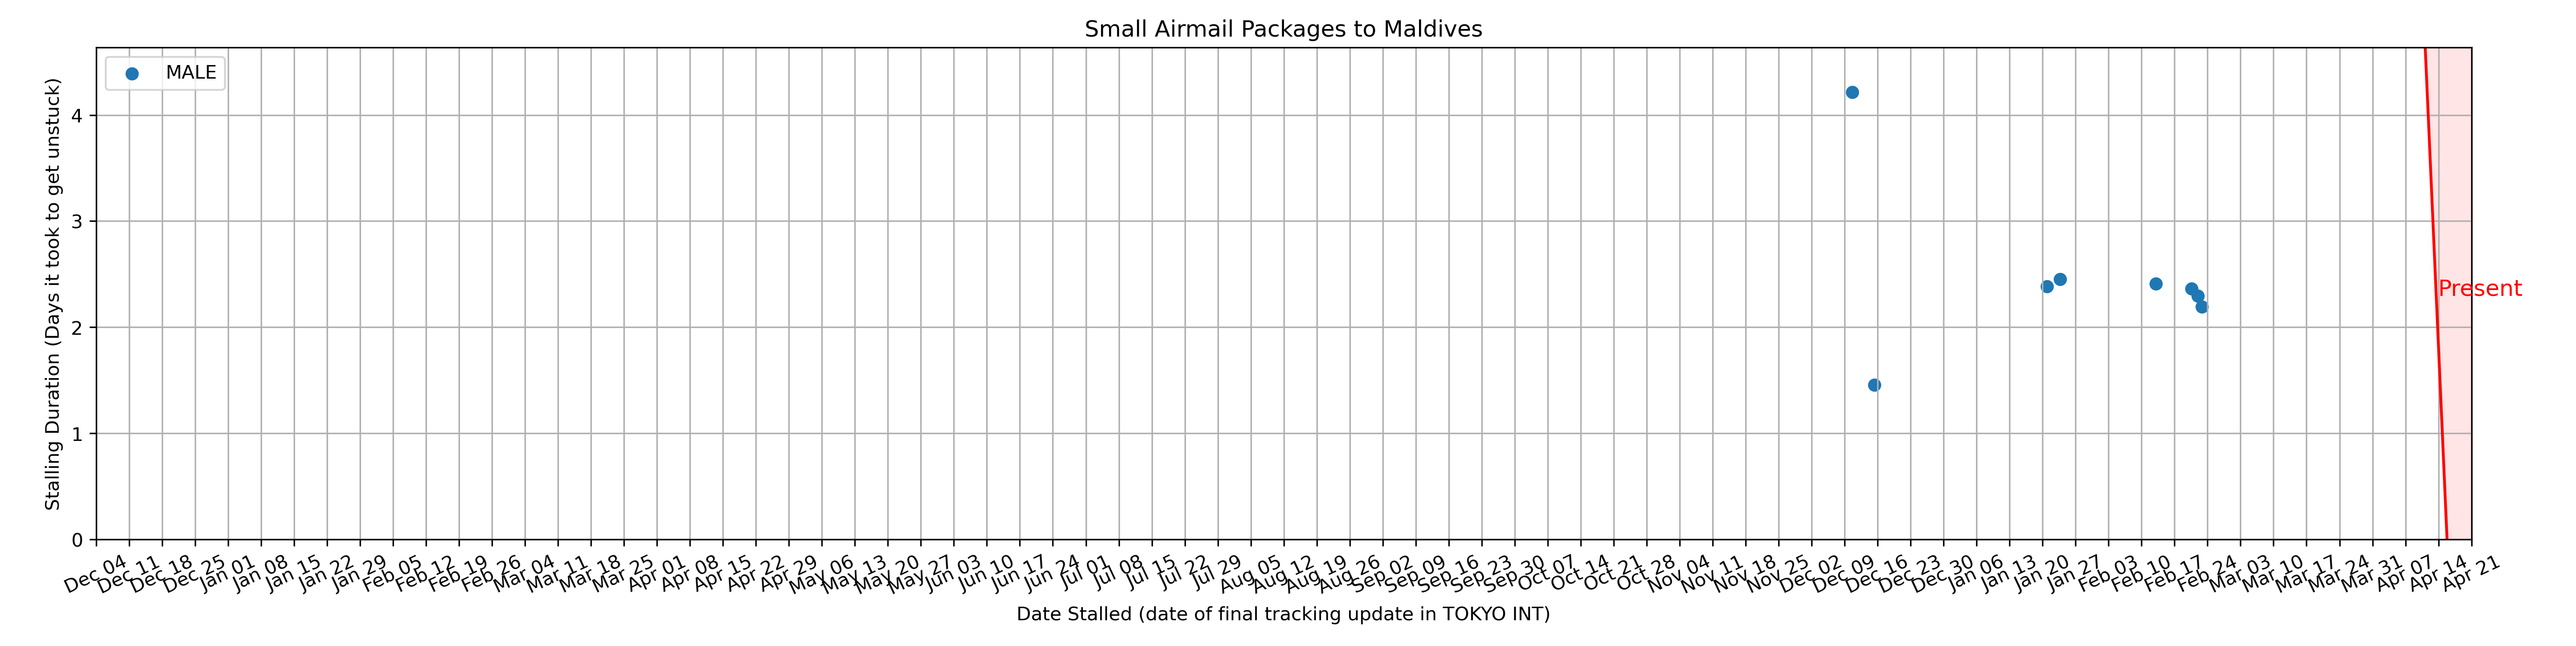 Small Airmail Packages to Maldives
MALE
Stalling Duration (Days it took to get unstuck)
4
3
2
1
0
Present
Dec 04 Dec 11 Dec 18 Dec 25 Jan 01 Jan 08 Jan 15 Jan 22 Jan 29 Feb 05 Feb 12 Feb 19 Feb 26 Mar 04 Mar 11 Mar 18 Mar 25 Apr 01 Apr 08 Apr 15 Apr 22 Apr 29 May 06 May 13 May 20 May 27 Jun 03 Jun 10 Jun 17 Jun 24 Jul 01 Jul 08 Jul 15 Jul 22 Jul 29 Aug 05 Aug 12 Aug 19 Aug 26 Sep 02 Sep 09 Sep 16 Sep 23 Sep 30 Oct 07 Oct 14 Oct 21 Oct 28 Nov 04 Nov 11 Nov 18 Nov 25 Dec 02 Dec 09 Dec 16 Dec 23 Dec 30 Jan 06 Jan 13 Jan 20 Jan 27 Feb 03 Feb 10 Feb 17 Feb 24 Mar 03 Mar 10 Mar 17 Mar 24 Mar 31 Apr 07 Apr 14 Apr 21
Date Stalled (date of final tracking update in TOKYO INT)